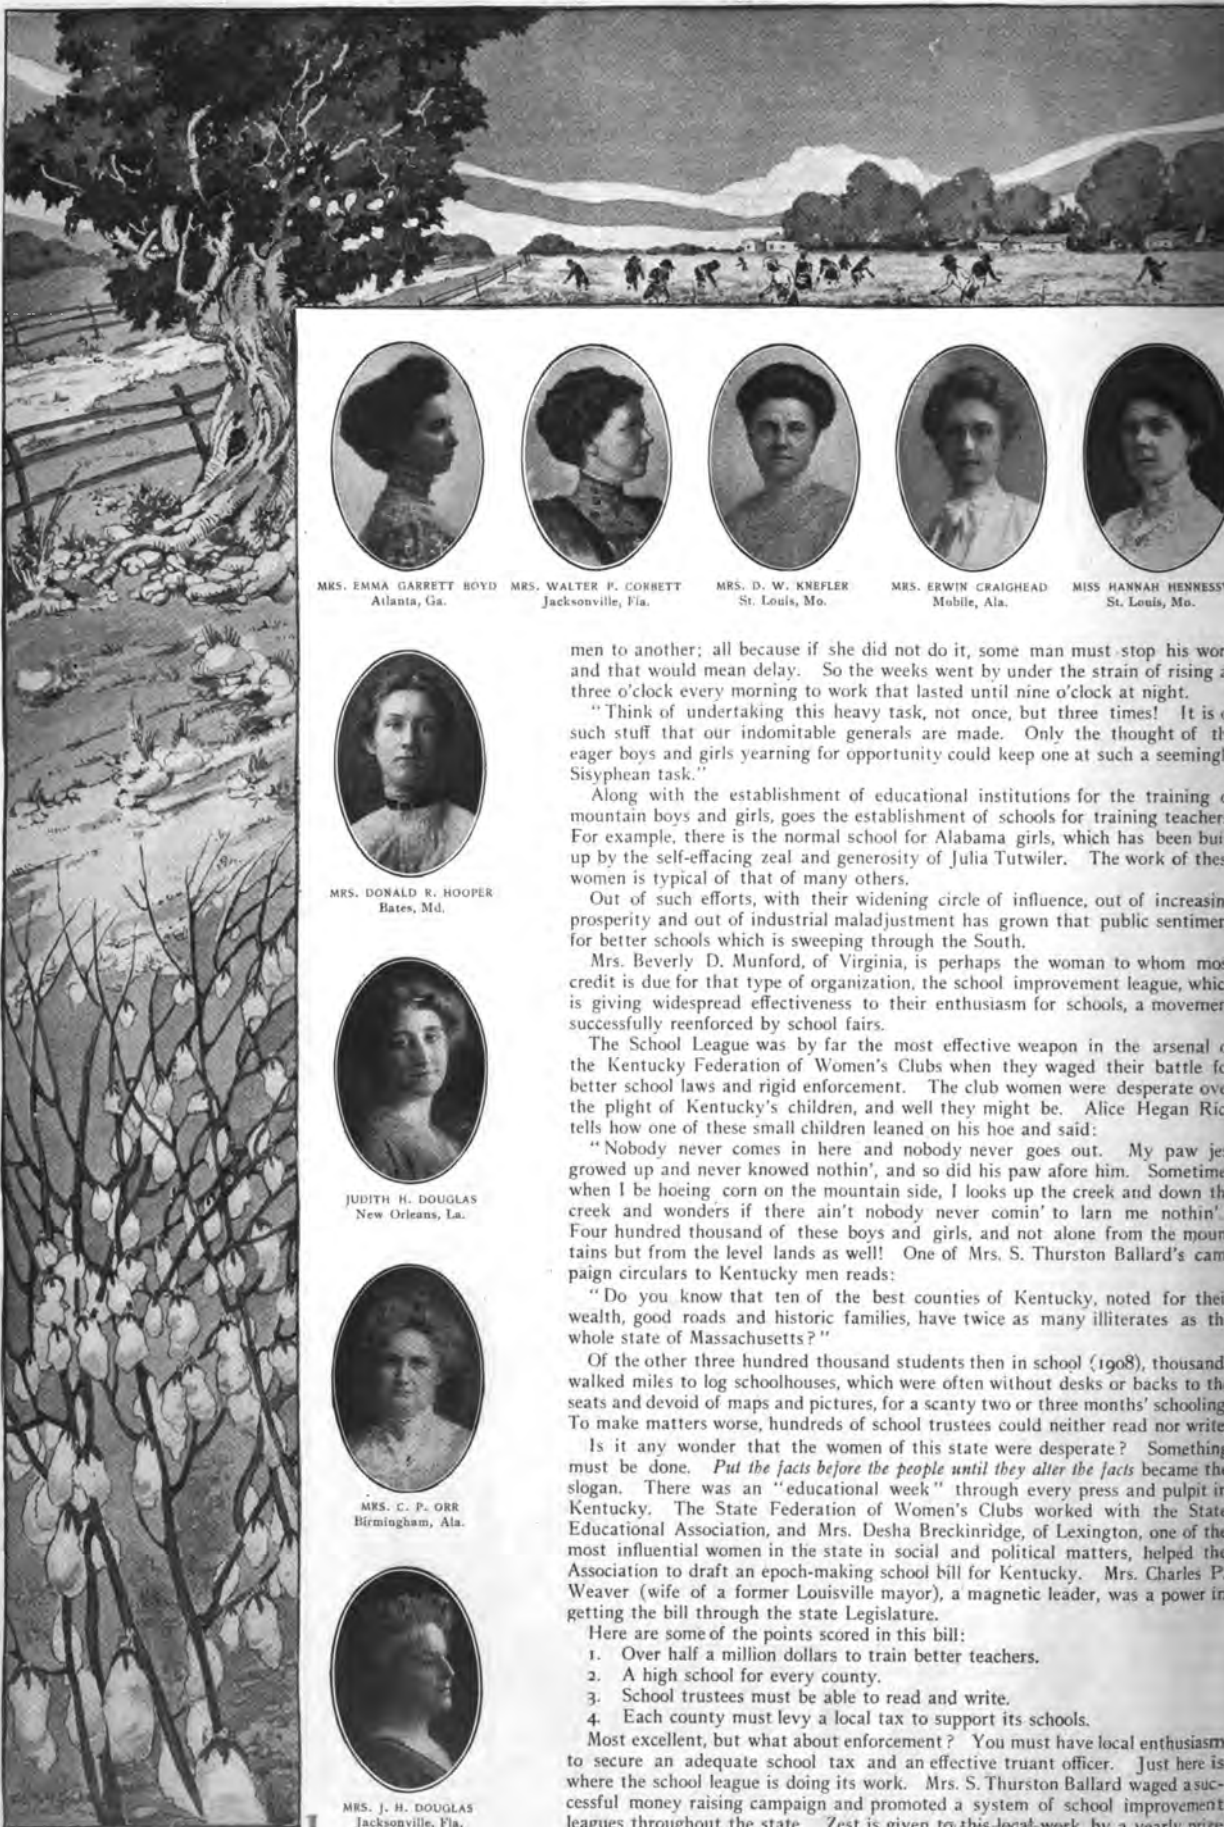 MRS. EMMA GARRETT BOYD
Atlanta, Ga.
MRS. WALTER P. CORBETT
Jacksonville, Fla.
MRS. D. W. KNEFLER
St. Louis, Mo.
MRS. ERWIN CRAIGHEAD
Mobile, Ala.
MISS HANNAH HENNESSY
St. Louis, Mo.
MRS. DONALD R. HOOPER
Bates, Md.
JUDITH H. DOUGLAS
New Orleans, La.
MRS. C. P. ORR
Birmingham, Ala.
MRS. J. H. DOUGLAS
Jacksonville, Fla.
men to another; all because if she did not do it, some man must stop his wor
and that would mean delay. So the weeks went by under the strain of rising a
three o'clock every morning to work that lasted until nine o'clock at night.
"Think of undertaking this heavy task, not once, but three times! It is o
such stuff that our indomitable generals are made. Only the thought of th
eager boys and girls yearning for opportunity could keep one at such a seemingl
Sisyphean task."
Along with the establishment of educational institutions for the training o
mountain boys and girls, goes the establishment of schools for training teacher
For example, there is the normal school for Alabama girls, which has been bui
up by the self-effacing zeal and generosity of Julia Tutwiler. The work of thes
women is typical of that of many others.
Out of such efforts, with their widening circle of influence, out of increasin
prosperity and out of industrial maladjustment has grown that public sentimen
for better schools which is sweeping through the South.
Mrs. Beverly D. Munford, of Virginia, is perhaps the woman to whom mos
credit is due for that type of organization, the school improvement league, whic
is giving widespread effectiveness to their enthusiasm for schools, a movemen
successfully reenforced by school fairs.
The School League was by far the most effective weapon in the arsenal o
the Kentucky Federation of Women's Clubs when they waged their battle fo
better school laws and rigid enforcement. The club women were desperate ove
the plight of Kentucky's children, and well they might be. Alice Hegan Ric
tells how one of these small children leaned on his hoe and said:
"Nobody never comes in here and nobody never goes out. My paw jes
growed up and never knowed nothin', and so did his paw afore him. Sometime
when I be hoeing corn on the mountain side, I looks up the creek and down th
creek and wonders if there ain't nobody never comin' to larn me nothin'.
Four hundred thousand of these boys and girls, and not alone from the moun
tains but from the level lands as well! One of Mrs. S. Thurston Ballard's cam
paign circulars to Kentucky men reads:
"Do you know that ten of the best counties of Kentucky, noted for thei
wealth, good roads and historic families, have twice as many illiterates as th
whole state of Massachusetts?"
Of the other three hundred thousand students then in school (1908), thousand
walked miles to log schoolhouses, which were often without desks or backs to th
seats and devoid of maps and pictures, for a scanty two or three months' schooling
To make matters worse, hundreds of school trustees could neither read nor write
Is it any wonder that the women of this state were desperate? Something
must be done. Put the facts before the people until they alter the facts became the
slogan. There was an "educational week" through every press and pulpit in
Kentucky. The State Federation of Women's Clubs worked with the State
Educational Association, and Mrs. Desha Breckinridge, of Lexington, one of the
most influential women in the state in social and political matters, helped the
Association to draft an epoch-making school bill for Kentucky. Mrs. Charles P.
Weaver (wife of a former Louisville mayor), a magnetic leader, was a power in
getting the bill through the state Legislature.
Here are some of the points scored in this bill:
1. Over half a million dollars to train better teachers.
2. A high school for every county.
3. School trustees must be able to read and write.
4. Each county must levy a local tax to support its schools.
Most excellent, but what about enforcement? You must have local enthusiasm
to secure an adequate school tax and an effective truant officer. Just here is
where the school league is doing its work. Mrs. S. Thurston Ballard waged a suc-
cessful money raising campaign and promoted a system of school improvement
leagues throughout the state. Zest is given to this local work by a yearly prize